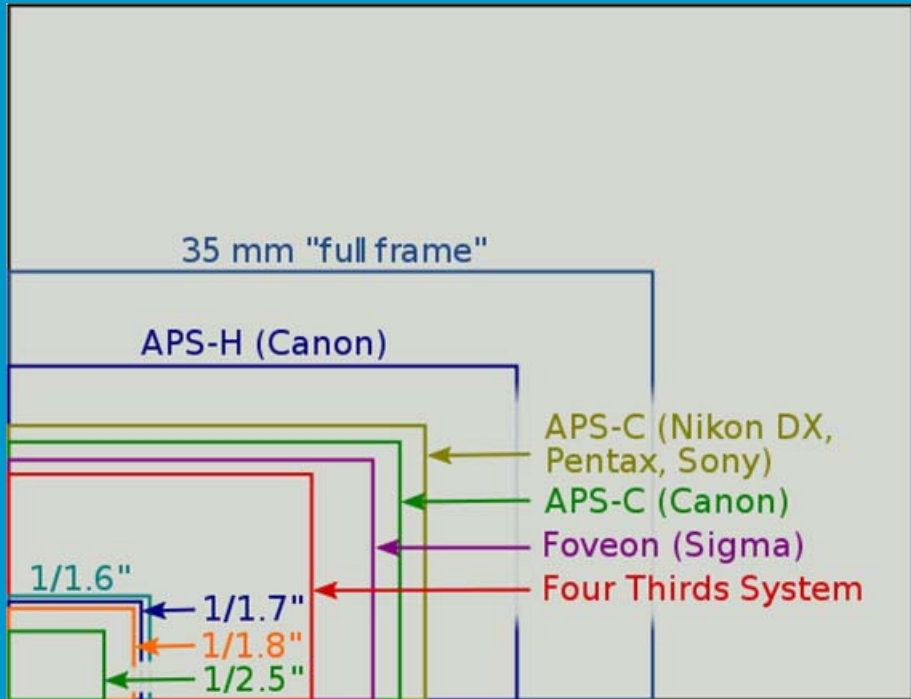 35 mm "full frame"
APS-H (Canon)
APS-C (Nikon DX,
Pentax, Sony)
APS-C (Canon)
Foveon (Sigma)
Four Thirds System
1/1.6"
1/1.7"
1/1.8"
1/2.5"